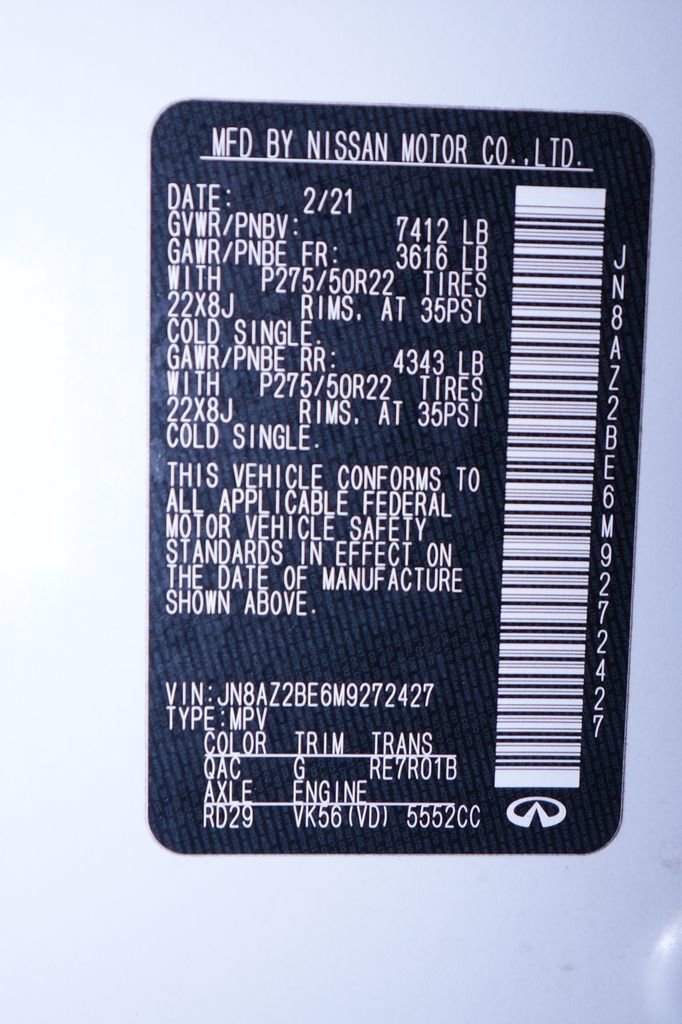 MFD BY NISSAN MOTOR CO.,LTD.
DATE: 2/21
GVWR/PNBV: 7412 LB
GAWR/PNBE FR: 3616 LB
WITH P275/50R22 TIRES
22X8J RIMS, AT 35PSI
COLD SINGLE.
GAWR/PNBE RR: 4343 LB
WITH P275/50R22 TIRES
22X8J RIMS, AT 35PSI
COLD SINGLE.
THIS VEHICLE CONFORMS TO
ALL APPLICABLE FEDERAL
MOTOR VEHICLE SAFETY
STANDARDS IN EFFECT ON
THE DATE OF MANUFACTURE
SHOWN ABOVE.
VIN:JN8AZ2BE6M9272427
TYPE:MPV
COLOR TRIM TRANS
QAC G RE7R01B
AXLE ENGINE
RD29 VK56(VD) 5552CC
JN8AZ2BE6M9272427